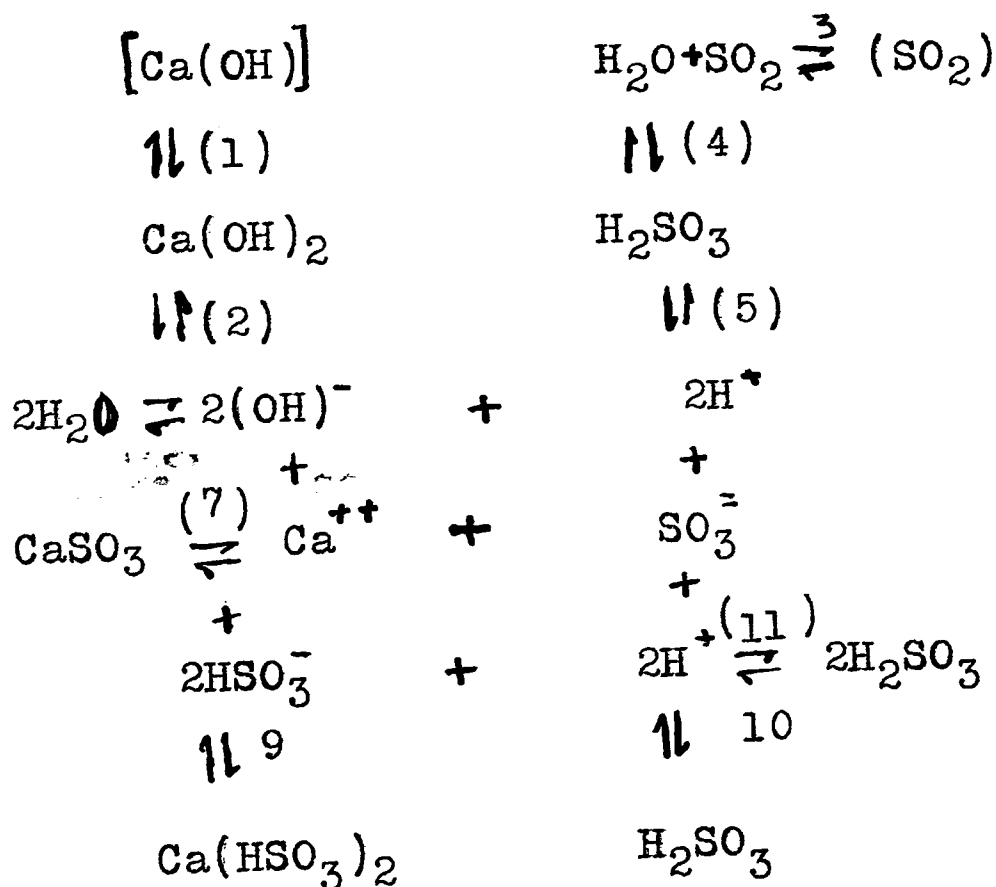 [Ca(OH)] H₂O+SO₂ ⇌ 3 (SO₂)
⥮ (1) ⥮ (4)
Ca(OH)₂ H₂SO₃
⥯ (2) ⥯ (5)
2H₂O ⇌ 2(OH)⁻ + 2H⁺
+ +
CaSO₃ (7) ⇌ Ca⁺⁺ + SO₃⁼
+ +
2HSO₃⁻ + 2H⁺ (11) ⇌ 2H₂SO₃
⥮ 9 ⥮ 10
Ca(HSO₃)₂ H₂SO₃